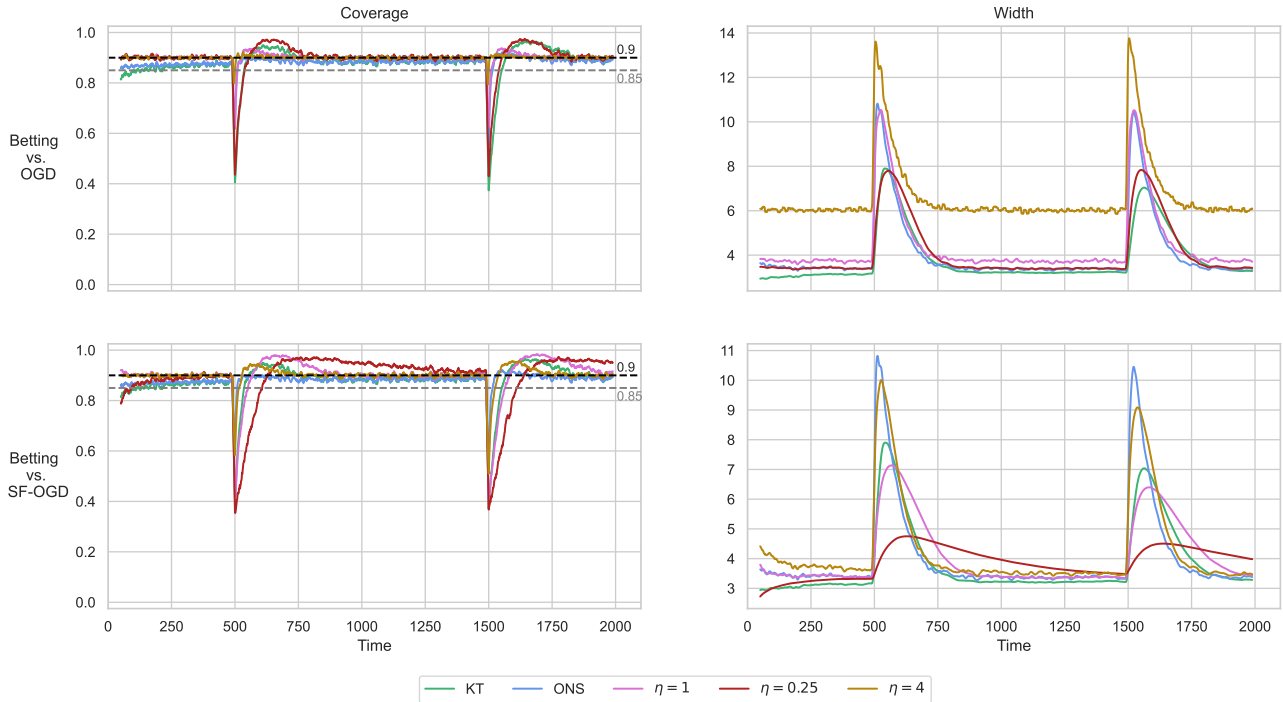 Coverage
Width
1.0
0.8
0.6
0.4
0.2
0.0
0.9
0.85
Betting
vs.
OGD
14
12
10
8
6
4
1.0
0.8
0.6
0.4
0.2
0.0
0.9
0.85
Betting
vs.
SF-OGD
0 250 500 750 1000 1250 1500 1750 2000
Time
11
10
9
8
7
6
5
4
3
0 250 500 750 1000 1250 1500 1750 2000
Time
KT ONS η = 1 η = 0.25 η = 4